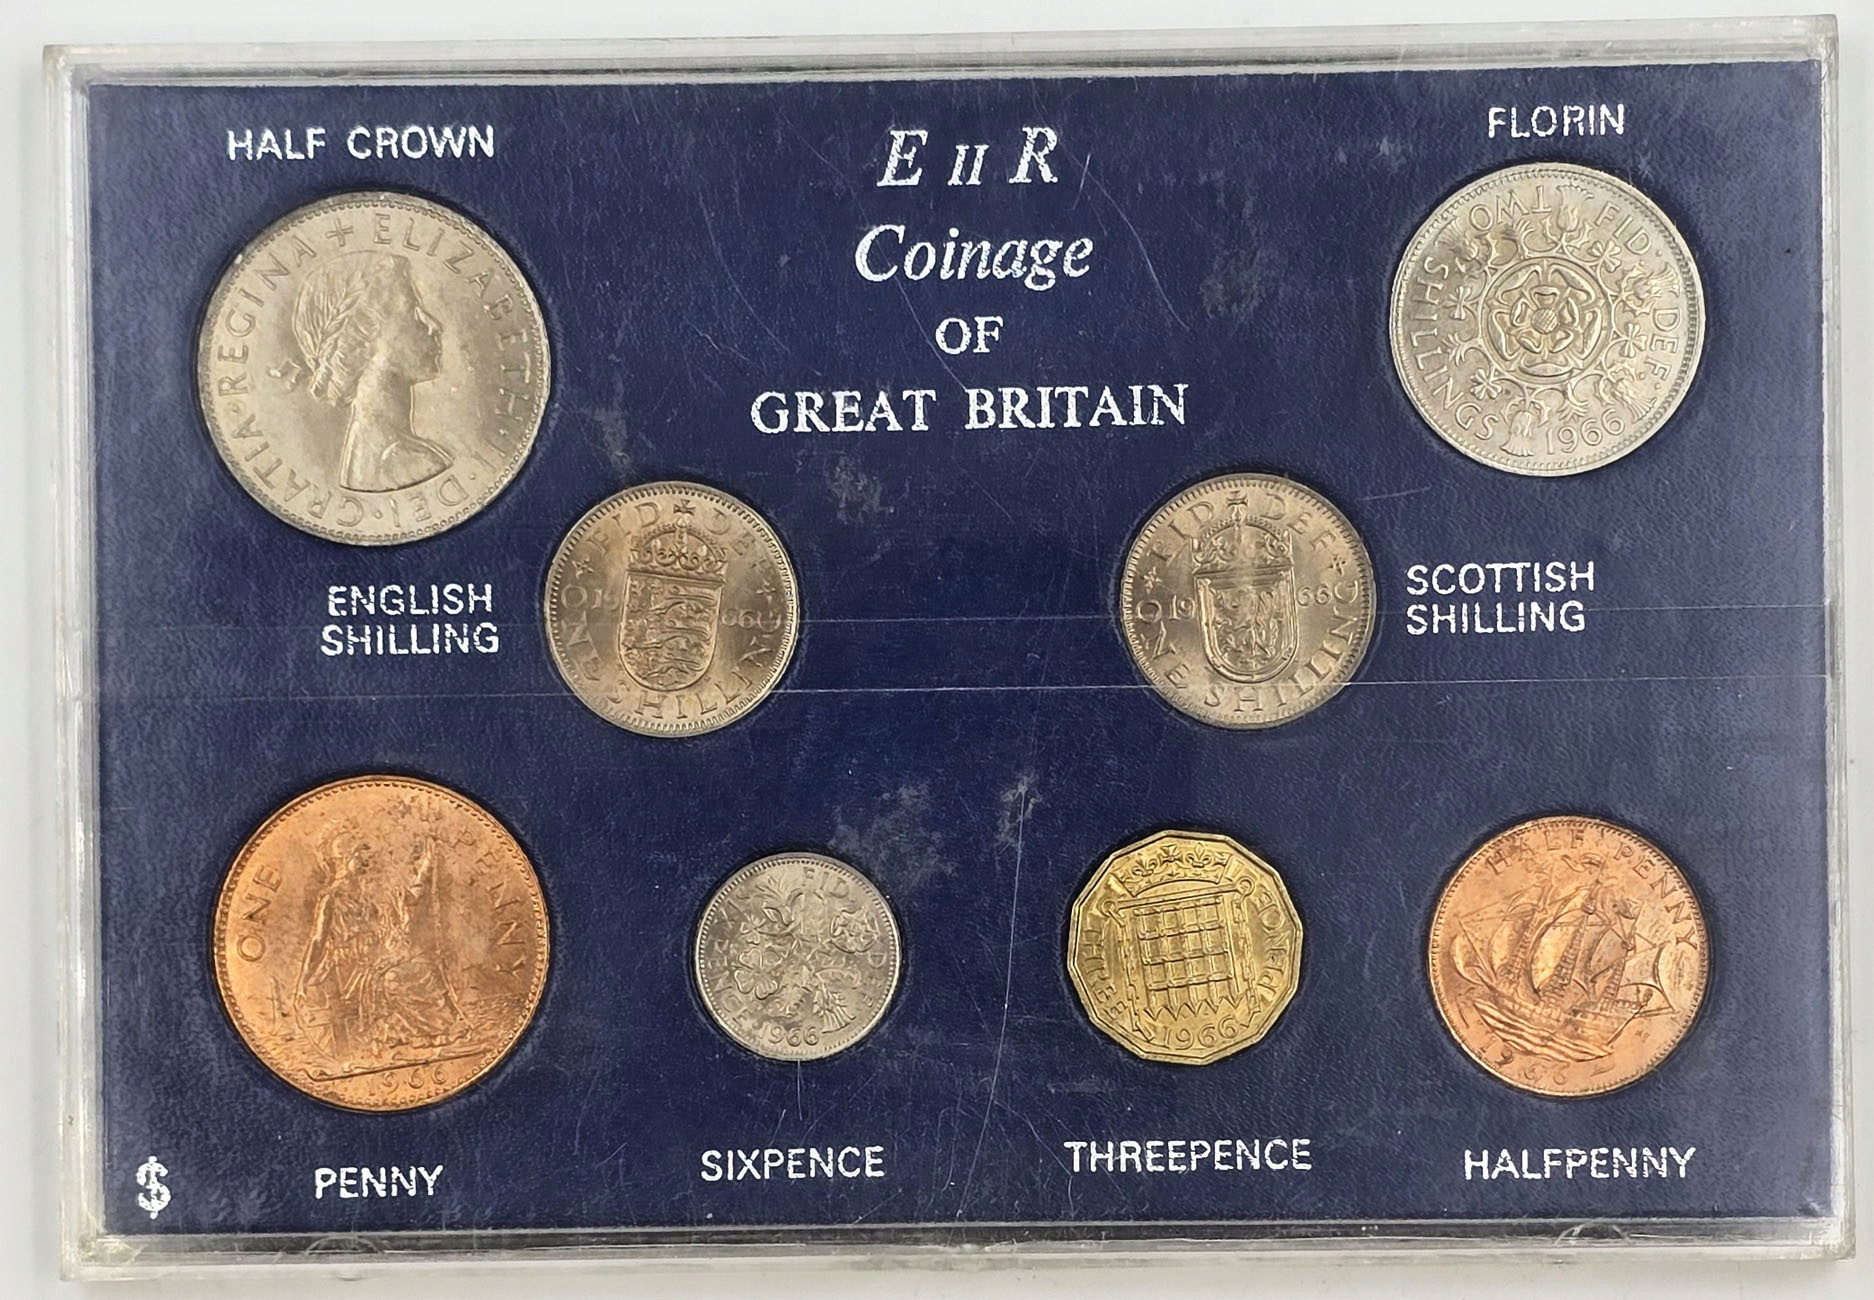 HALF CROWN
E II R
Coinage
OF
GREAT BRITAIN
FLORIN
REGINA + ELIZABETH · II · DEI · GRATIA ·
TWO SHILLINGS 1966 FID · DEF ·
ENGLISH
SHILLING
FID DEF
ONE SHILLING
1966
FID DEF
ONE SHILLING
1966
SCOTTISH
SHILLING
ONE PENNY
1966
FID DEF
1966
THREE PENCE
1966
HALF PENNY
1966
$
PENNY
SIXPENCE
THREEPENCE
HALFPENNY